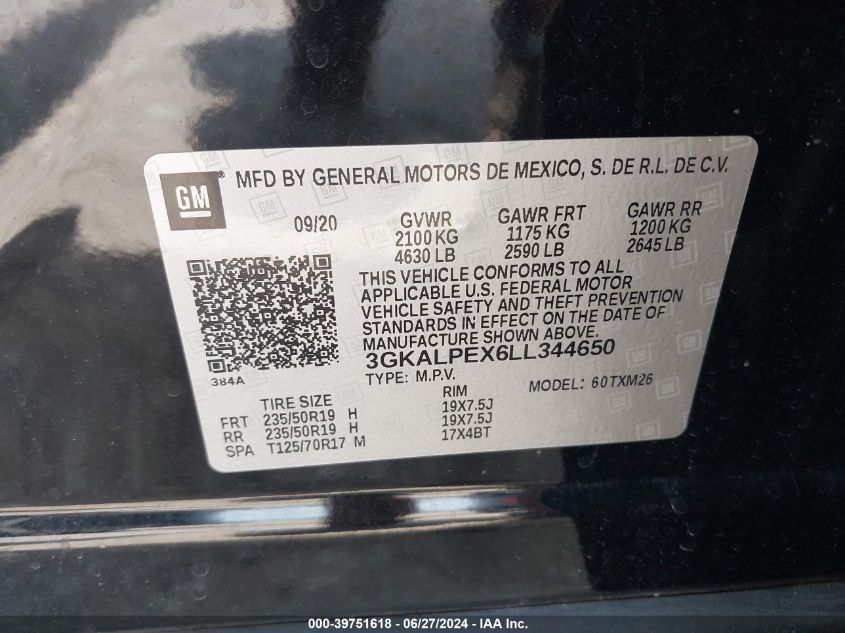 GM
MFD BY GENERAL MOTORS DE MEXICO, S. DE R.L. DE C.V.
09/20
GVWR
2100 KG
4630 LB
GAWR FRT
1175 KG
2590 LB
GAWR RR
1200 KG
2645 LB
THIS VEHICLE CONFORMS TO ALL
APPLICABLE U.S. FEDERAL MOTOR
VEHICLE SAFETY AND THEFT PREVENTION
STANDARDS IN EFFECT ON THE DATE OF
MANUFACTURE SHOWN ABOVE.
3GKALPEX6LL344650
TYPE: M.P.V.
MODEL: 60TXM26
384A
TIRE SIZE RIM
FRT 235/50R19 H 19X7.5J
RR 235/50R19 H 19X7.5J
SPA T125/70R17 M 17X4BT
000-39751618 - 06/27/2024 - IAAI.COM